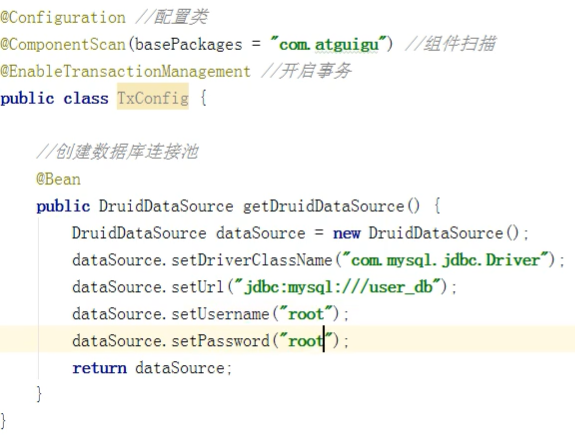 @Configuration //配置类
@ComponentScan(basePackages = "com.atguigu") //组件扫描
@EnableTransactionManagement //开启事务
public class TxConfig {
//创建数据库连接池
@Bean
public DruidDataSource getDruidDataSource() {
DruidDataSource dataSource = new DruidDataSource();
dataSource.setDriverClassName("com.mysql.jdbc.Driver");
dataSource.setUrl("jdbc:mysql:///user_db");
dataSource.setUsername("root");
dataSource.setPassword("root");
return dataSource;
}
}